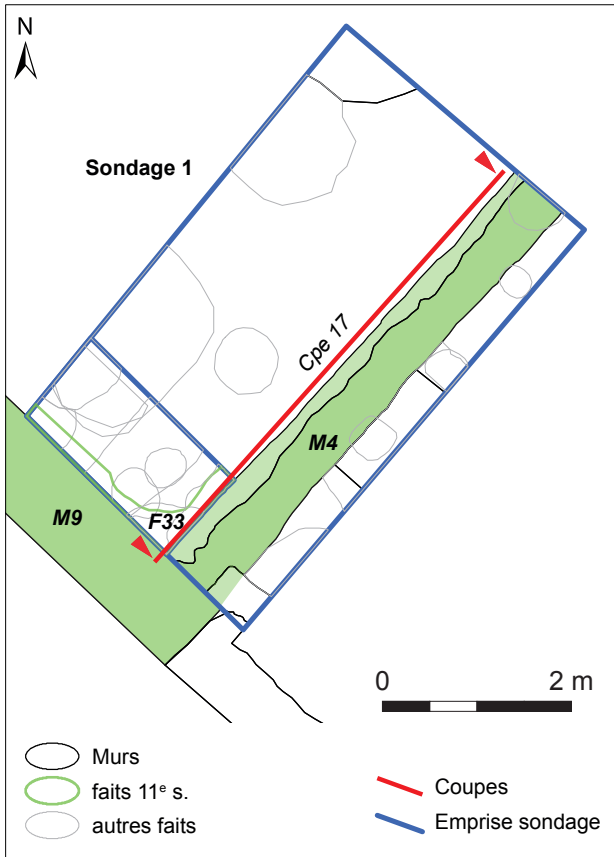 N
Sondage 1
Cpe 17
M4
F33
M9
0 2 m
Murs
faits 11e s.
autres faits
Coupes
Emprise sondage